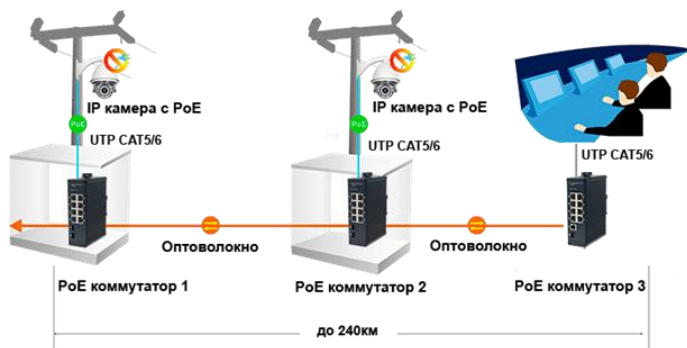 IP камера с PoE
PoE
UTP CAT5/6
IP камера с PoE
PoE
UTP CAT5/6
UTP CAT5/6
Оптоволокно
Оптоволокно
PoE коммутатор 1
PoE коммутатор 2
PoE коммутатор 3
до 240км